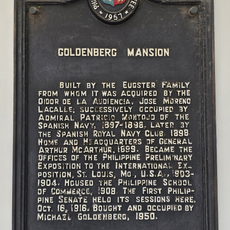 1957
GOLDENBERG MANSION
BUILT BY THE EUGSTER FAMILY
FROM WHOM IT WAS ACQUIRED BY THE
OIDOR DE LA AUDENCIA, JOSE MORENO
LACALLE; SUCCESSIVELY OCCUPIED BY
ADMIRAL PATRICIO MONTOJO OF THE
SPANISH NAVY, 1897-1898, LATER BY
THE SPANISH ROYAL NAVY CLUB. 1898
HOME AND HEADQUARTERS OF GENERAL
ARTHUR MCARTHUR, 1899. BECAME THE
OFFICES OF THE PHILIPPINE PRELIMINARY
EXPOSITION TO THE INTERNATIONAL EX-
POSITION, ST. LOUIS, MO., U.S.A., 1903-
1904. HOUSED THE PHILIPPINE SCHOOL
OF COMMERCE, 1908. THE FIRST PHILIP-
PINE SENATE HELD ITS SESSIONS HERE,
OCT. 16, 1916. BOUGHT AND OCCUPIED BY
MICHAEL GOLDENBERG, 1950.